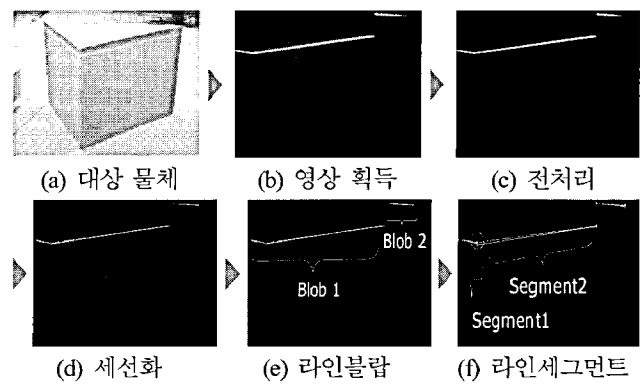 (a) 대상 물체
(b) 영상 획득
(c) 전처리
Blob 2
Blob 1
Segment2
Segment1
(d) 세선화
(e) 라인블랍
(f) 라인세그먼트